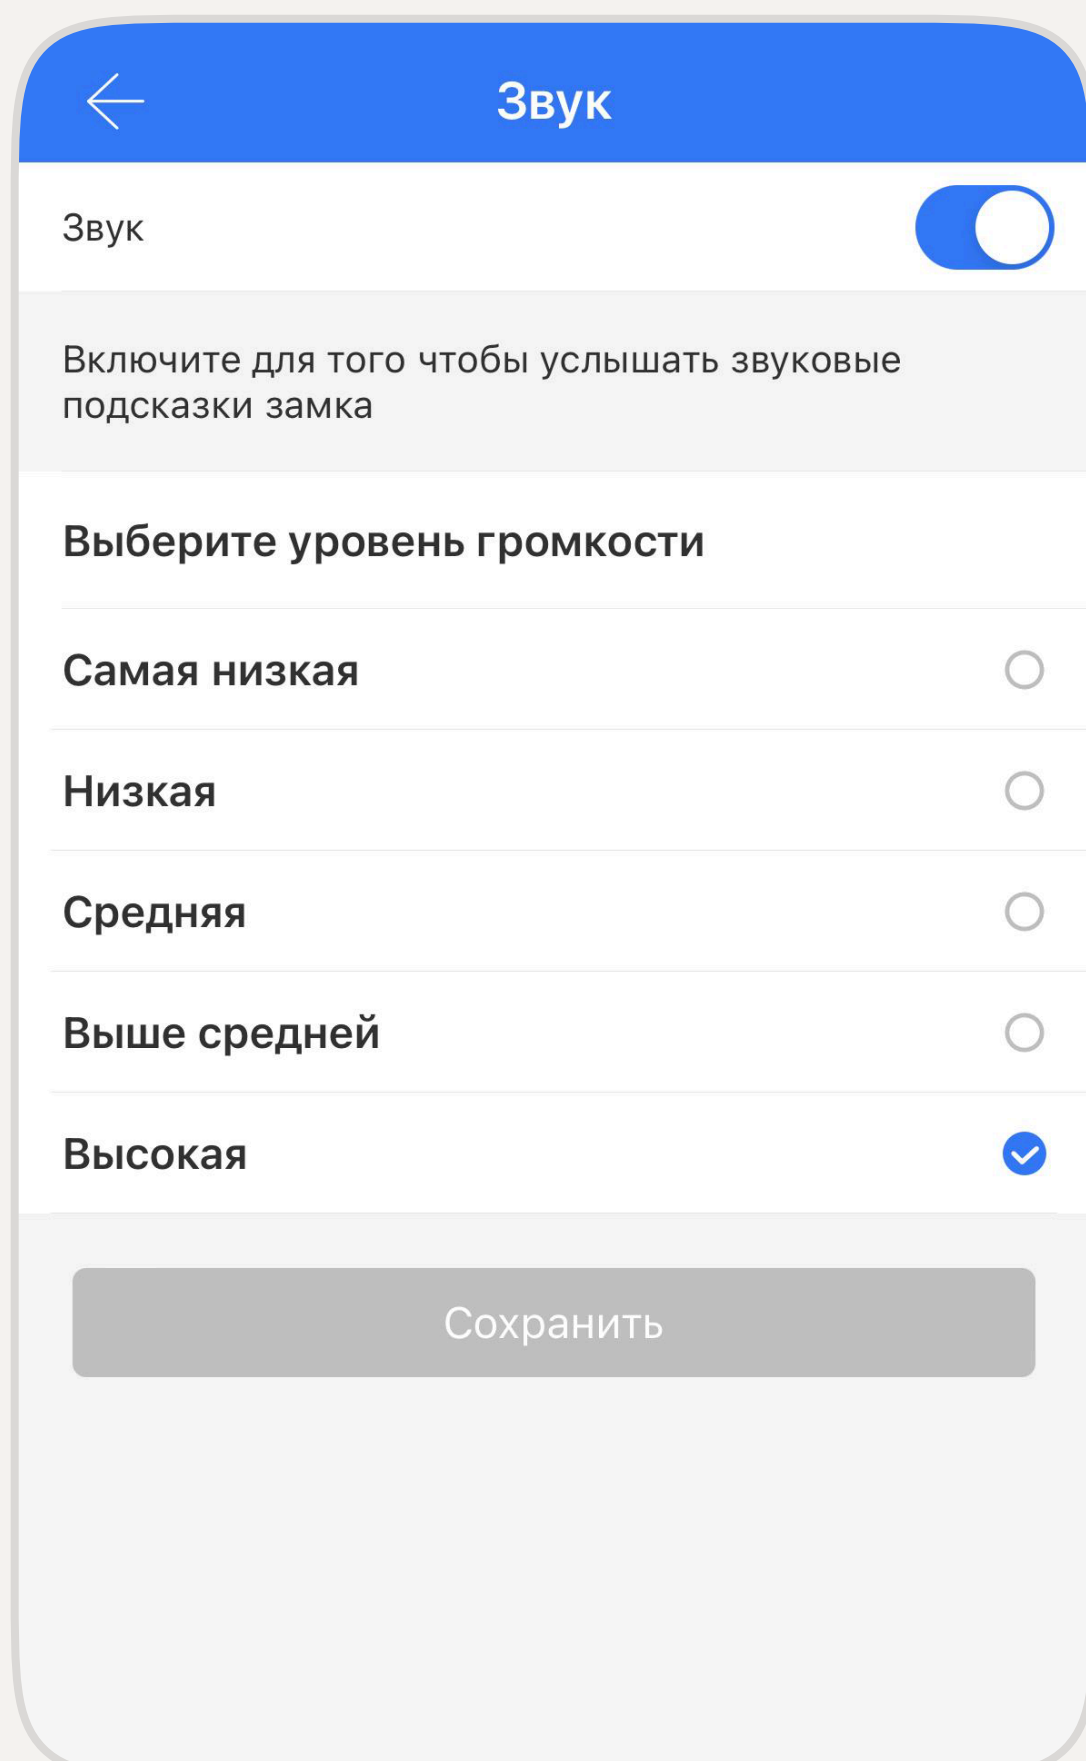 Звук
Звук
Включите для того чтобы услышать звуковые
подсказки замка
Выберите уровень громкости
Самая низкая
Низкая
Средняя
Выше средней
Высокая
Сохранить